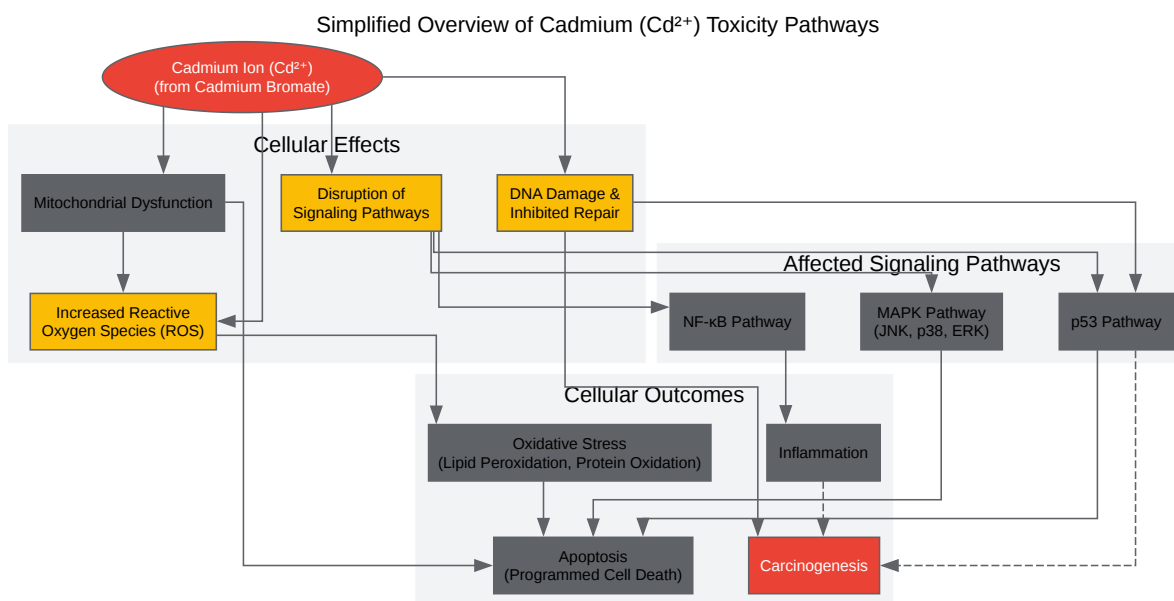 Simplified Overview of Cadmium (Cd²⁺) Toxicity Pathways
Cadmium Ion (Cd²⁺)
(from Cadmium Bromate)
Cellular Effects
Mitochondrial Dysfunction
Disruption of
Signaling Pathways
DNA Damage &
Inhibited Repair
Affected Signaling Pathways
Increased Reactive
Oxygen Species (ROS)
NF-κB Pathway
MAPK Pathway
(JNK, p38, ERK)
p53 Pathway
Cellular Outcomes
Oxidative Stress
(Lipid Peroxidation, Protein Oxidation)
Inflammation
Apoptosis
(Programmed Cell Death)
Carcinogenesis